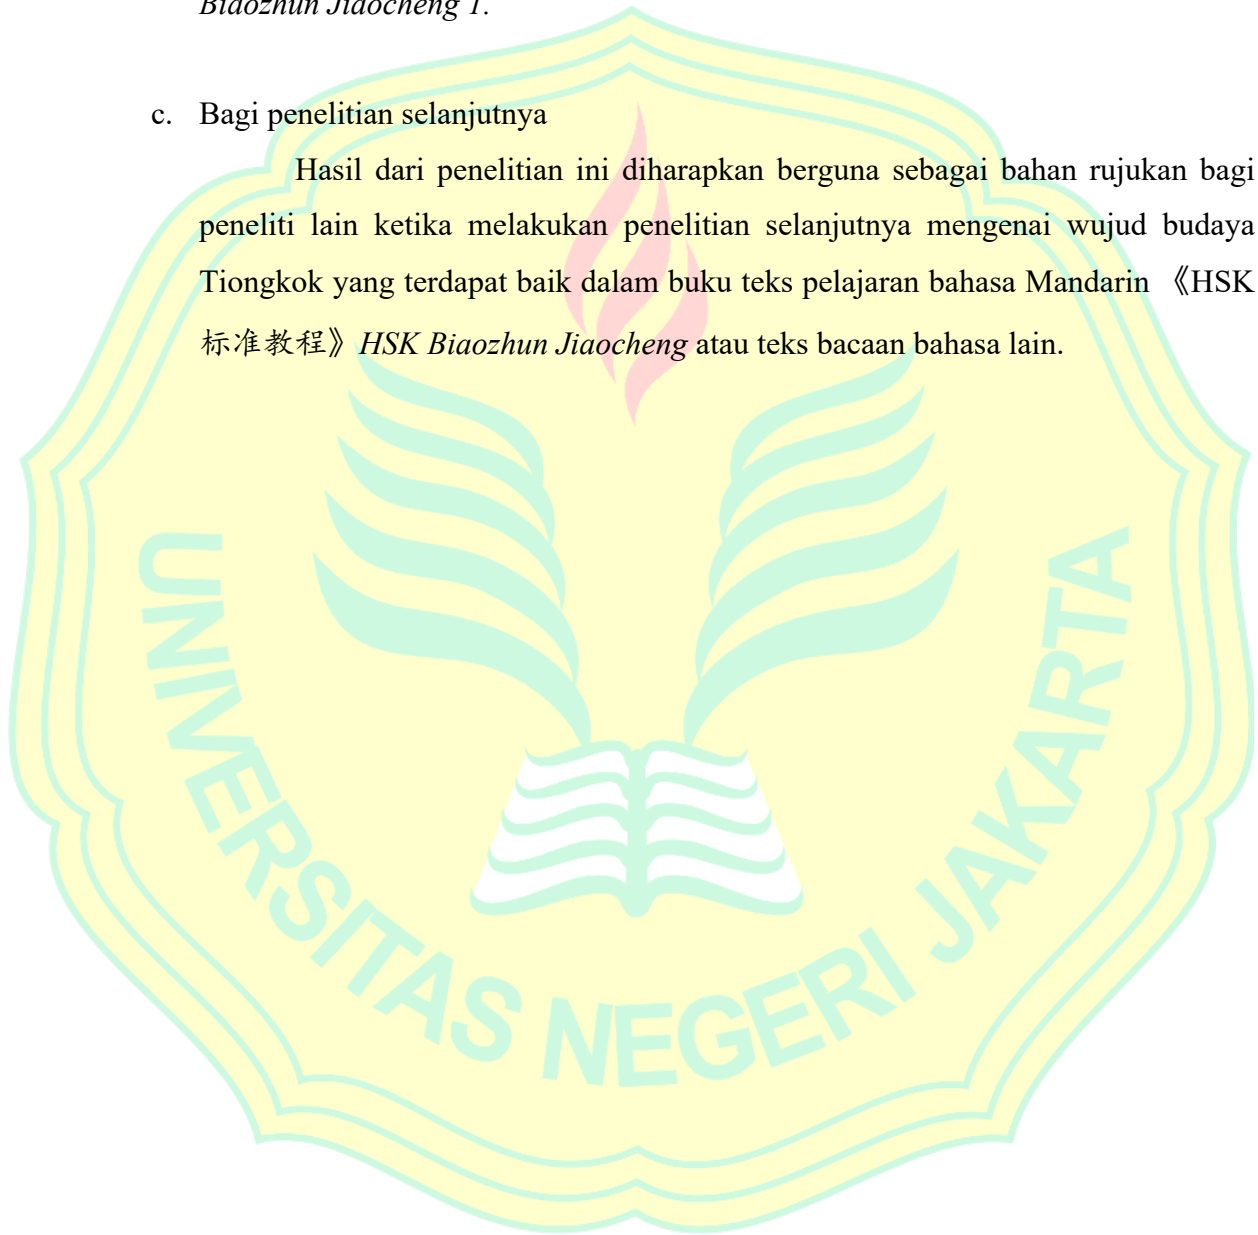 Biaozhun Jiaocheng 1.
c. Bagi penelitian selanjutnya
Hasil dari penelitian ini diharapkan berguna sebagai bahan rujukan bagi
peneliti lain ketika melakukan penelitian selanjutnya mengenai wujud budaya
Tiongkok yang terdapat baik dalam buku teks pelajaran bahasa Mandarin 《HSK
标准教程》 HSK Biaozhun Jiaocheng atau teks bacaan bahasa lain.
UNIVERSITAS NEGERI JAKARTA